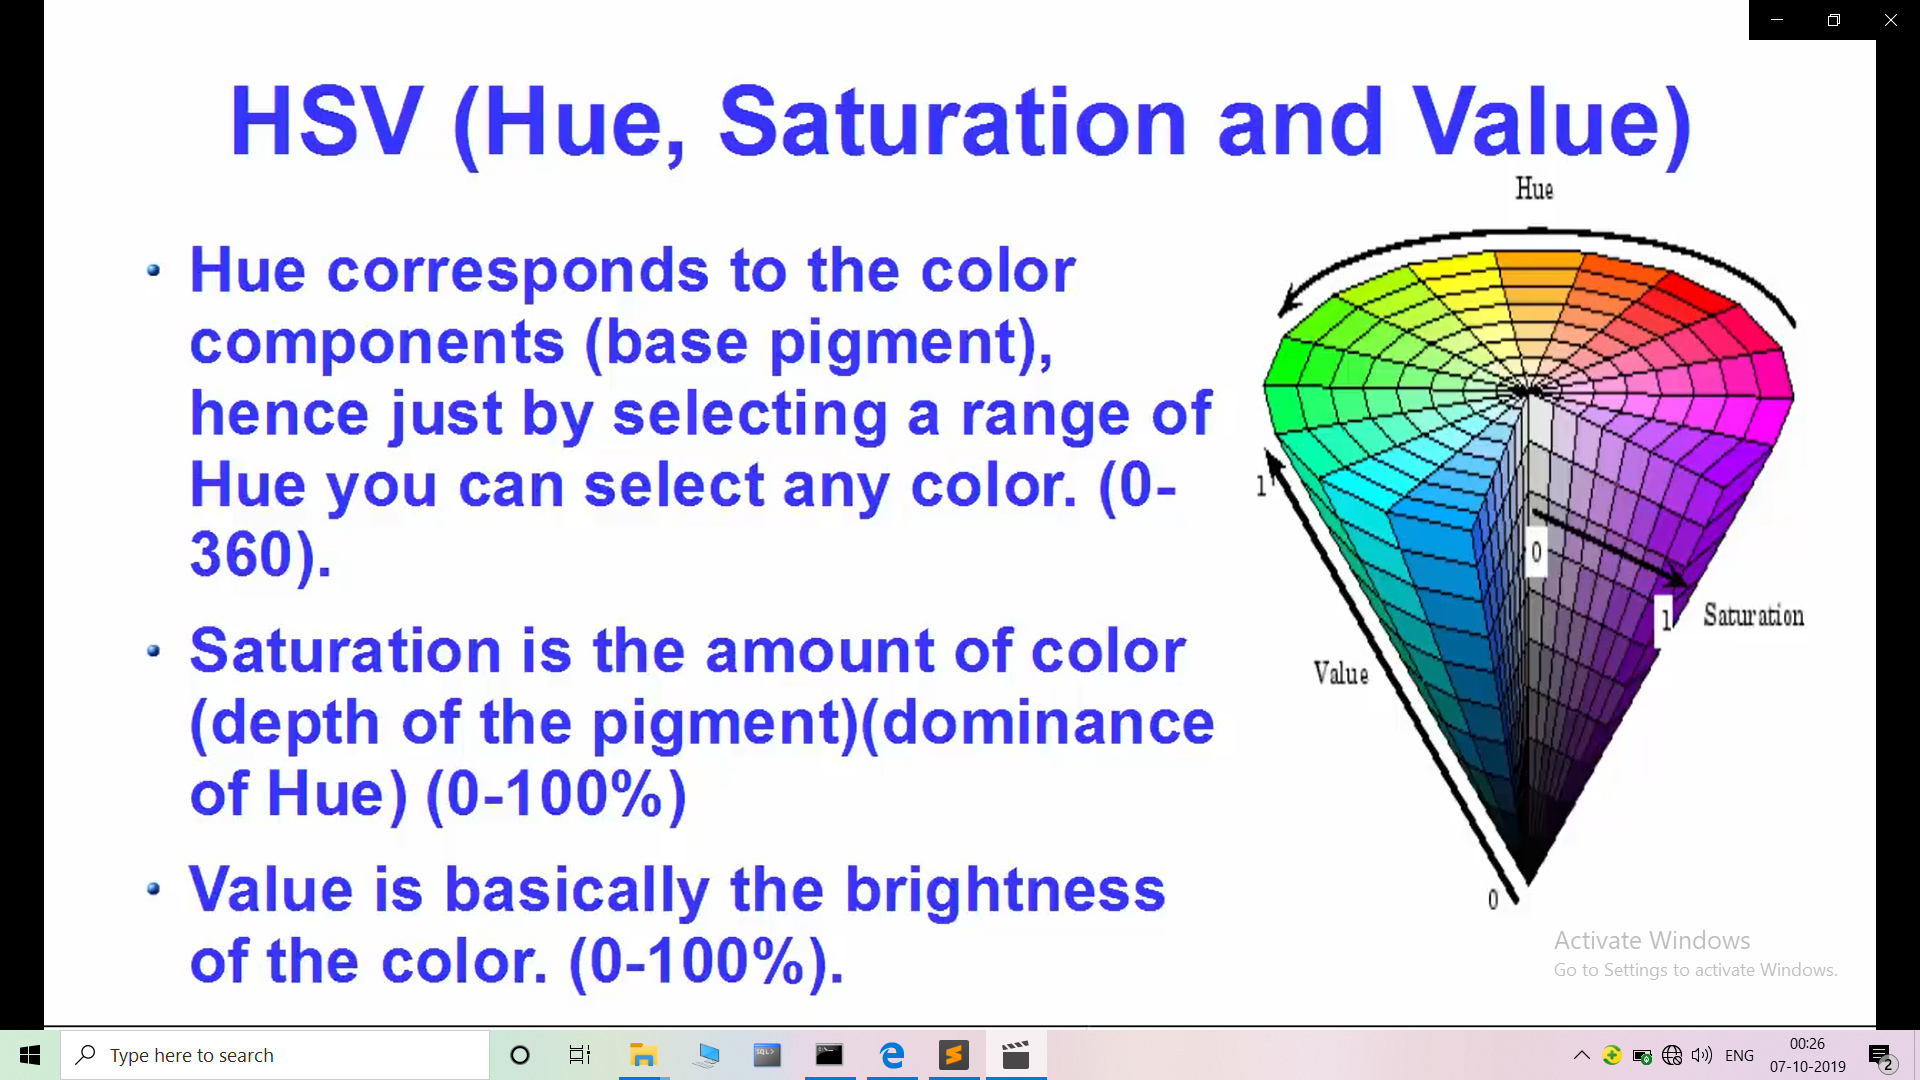 HSV (Hue, Saturation and Value)
Hue
• Hue corresponds to the color
components (base pigment),
hence just by selecting a range of
Hue you can select any color. (0-
360).
• Saturation is the amount of color
(depth of the pigment)(dominance
of Hue) (0-100%)
• Value is basically the brightness
of the color. (0-100%).
1
0
1
Saturation
Value
0
Activate Windows
Go to Settings to activate Windows.
Type here to search
SQL>
ENG
00:26
07-10-2019
2